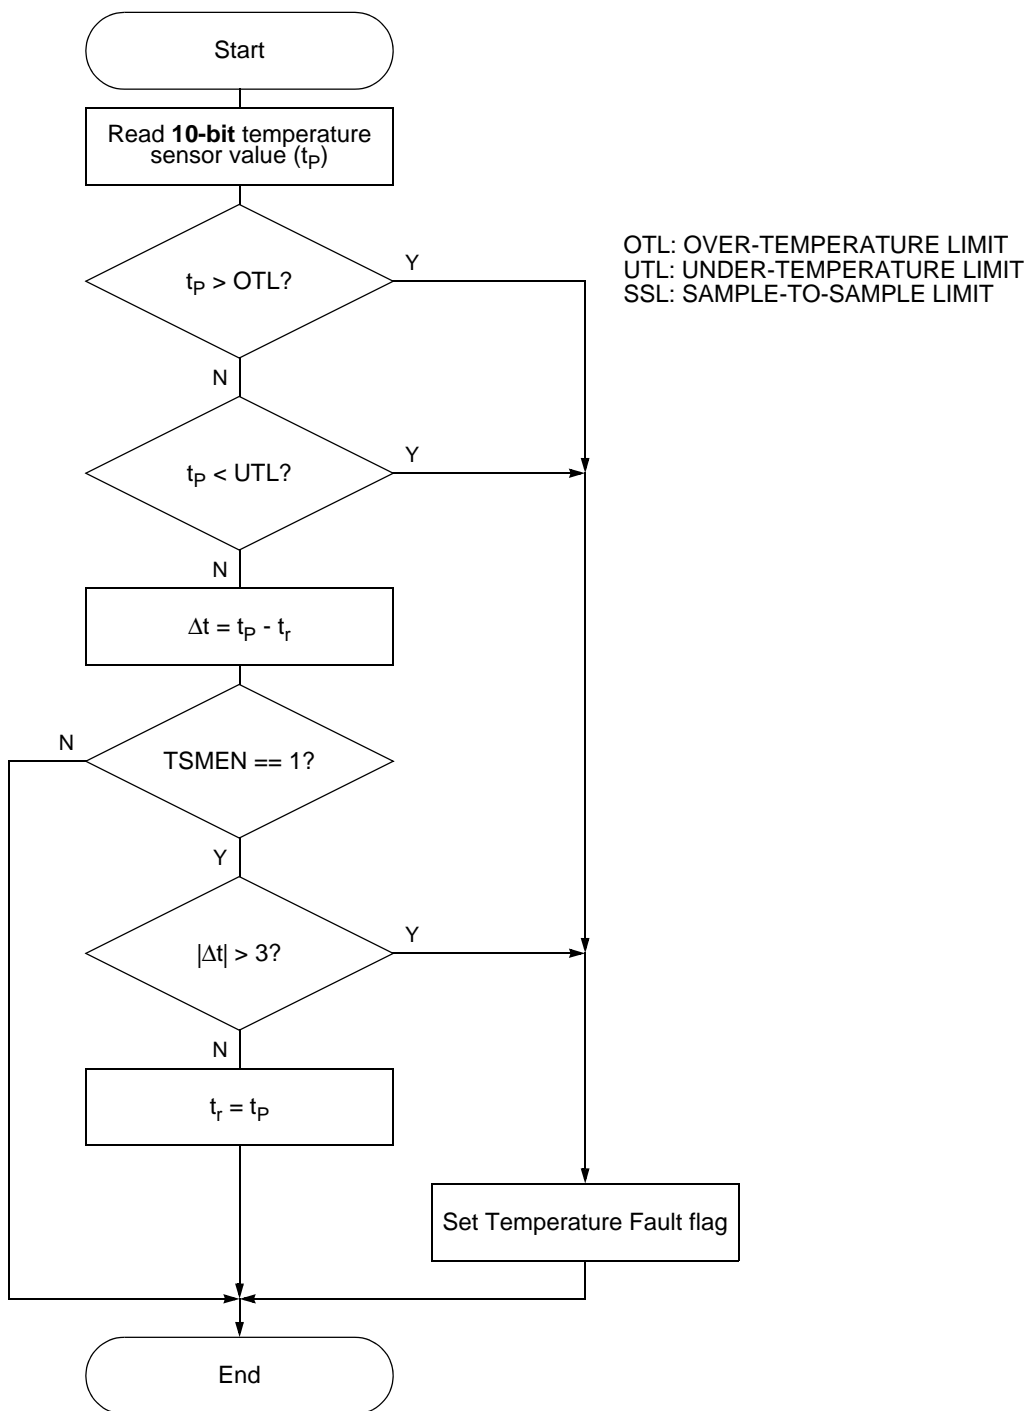 Start
Read 10-bit temperature
sensor value (tP)
tP > OTL?
Y
N
OTL: OVER-TEMPERATURE LIMIT
UTL: UNDER-TEMPERATURE LIMIT
SSL: SAMPLE-TO-SAMPLE LIMIT
tP < UTL?
Y
N
Δt = tP - tr
TSMEN == 1?
N
Y
|Δt| > 3?
Y
N
tr = tP
Set Temperature Fault flag
End